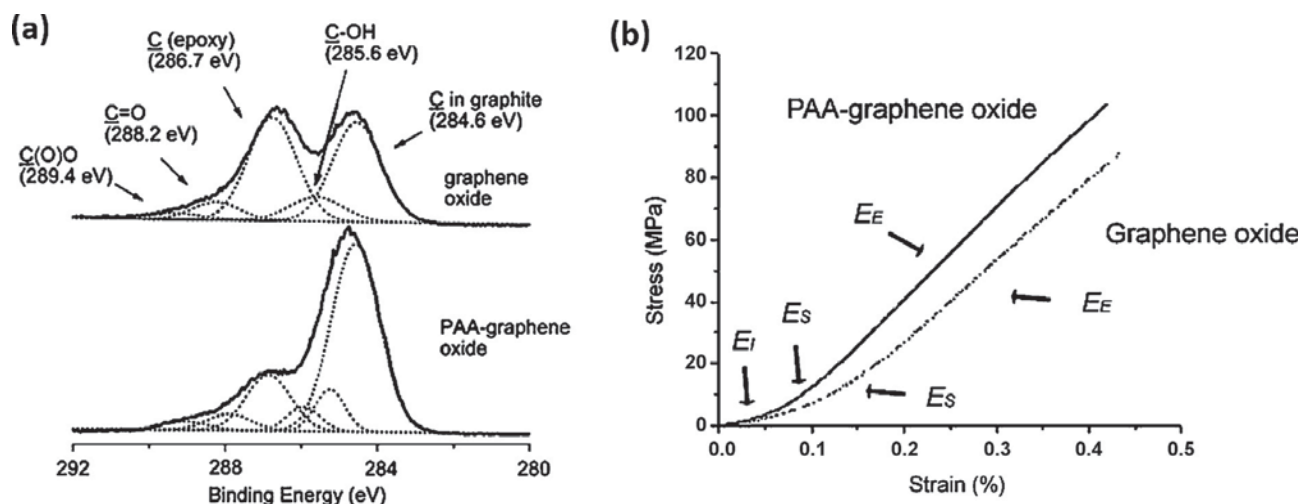 (a)
C (epoxy)
(286.7 eV)
C-OH
(285.6 eV)
C=O
(288.2 eV)
C in graphite
(284.6 eV)
C(O)O
(289.4 eV)
graphene
oxide
PAA-graphene
oxide
292
288
284
280
Binding Energy (eV)
(b)
120
100
80
60
40
20
0
Stress (MPa)
PAA-graphene oxide
Graphene oxide
EE
EE
ES
EI
ES
0.0
0.1
0.2
0.3
0.4
0.5
Strain (%)